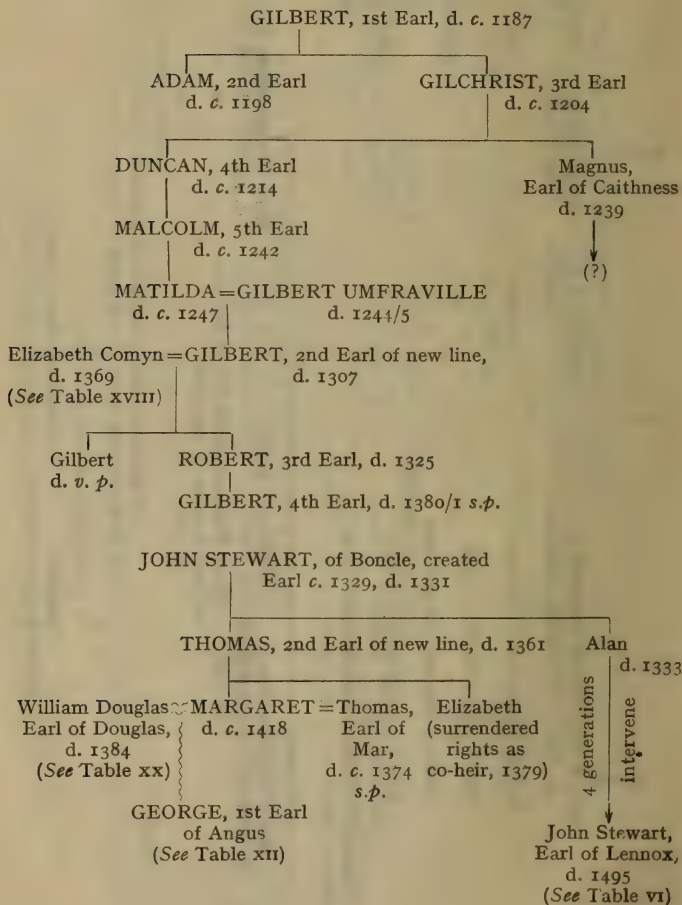 GILBERT, 1st Earl, d. c. 1187
ADAM, 2nd Earl GILCHRIST, 3rd Earl
d. c. 1198 d. c. 1204
DUNCAN, 4th Earl Magnus,
d. c. 1214 Earl of Caithness
d. 1239
MALCOLM, 5th Earl
d. c. 1242
(?)
MATILDA = GILBERT UMFRAVILLE
d. c. 1247 d. 1244/5
Elizabeth Comyn = GILBERT, 2nd Earl of new line,
d. 1369 d. 1307
(See Table XVIII)
Gilbert ROBERT, 3rd Earl, d. 1325
d. v. p.
GILBERT, 4th Earl, d. 1380/1 s.p.
JOHN STEWART, of Boncle, created
Earl c. 1329, d. 1331
THOMAS, 2nd Earl of new line, d. 1361 Alan
d. 1333
William Douglas MARGARET = Thomas, Elizabeth
Earl of Douglas, d. c. 1418 Earl of (surrendered
d. 1384 Mar, rights as
(See Table XX) d. c. 1374 co-heir, 1379)
s.p.
4 generations
intervene
GEORGE, 1st Earl
of Angus
(See Table XII)
John Stewart,
Earl of Lennox,
d. 1495
(See Table VI)